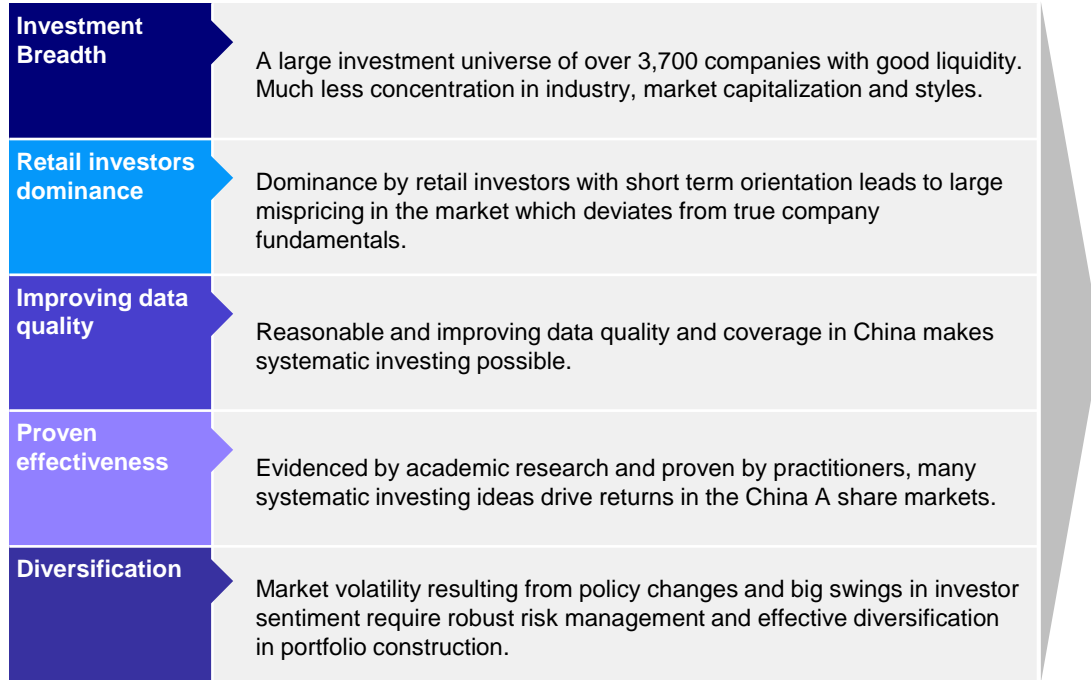 Investment
Breadth
A large investment universe of over 3,700 companies with good liquidity.
Much less concentration in industry, market capitalization and styles.
Retail investors
dominance
Dominance by retail investors with short term orientation leads to large
mispricing in the market which deviates from true company
fundamentals.
Improving data
quality
Reasonable and improving data quality and coverage in China makes
systematic investing possible.
Proven
effectiveness
Evidenced by academic research and proven by practitioners, many
systematic investing ideas drive returns in the China A share markets.
Diversification
Market volatility resulting from policy changes and big swings in investor
sentiment require robust risk management and effective diversification
in portfolio construction.